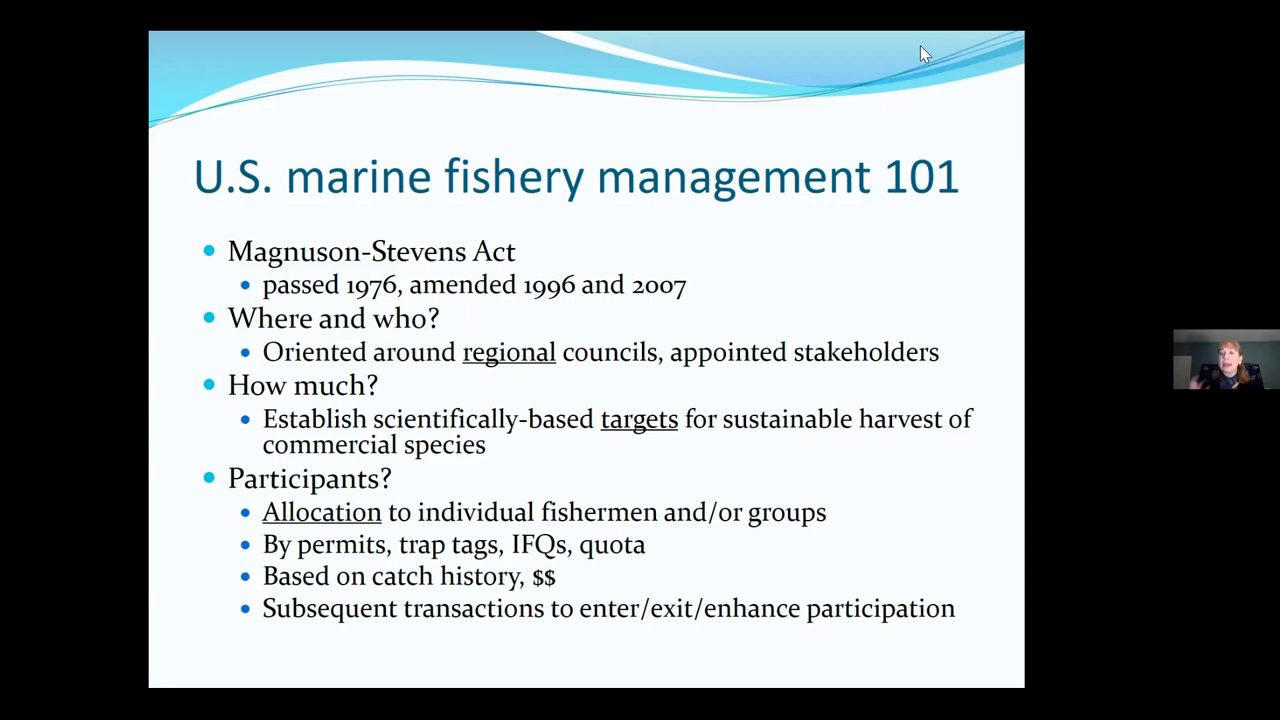 U.S. marine fishery management 101
Magnuson-Stevens Act
passed 1976, amended 1996 and 2007
Where and who?
Oriented around regional councils, appointed stakeholders
How much?
Establish scientifically-based targets for sustainable harvest of
commercial species
Participants?
Allocation to individual fishermen and/or groups
By permits, trap tags, IFQs, quota
Based on catch history, $$
Subsequent transactions to enter/exit/enhance participation